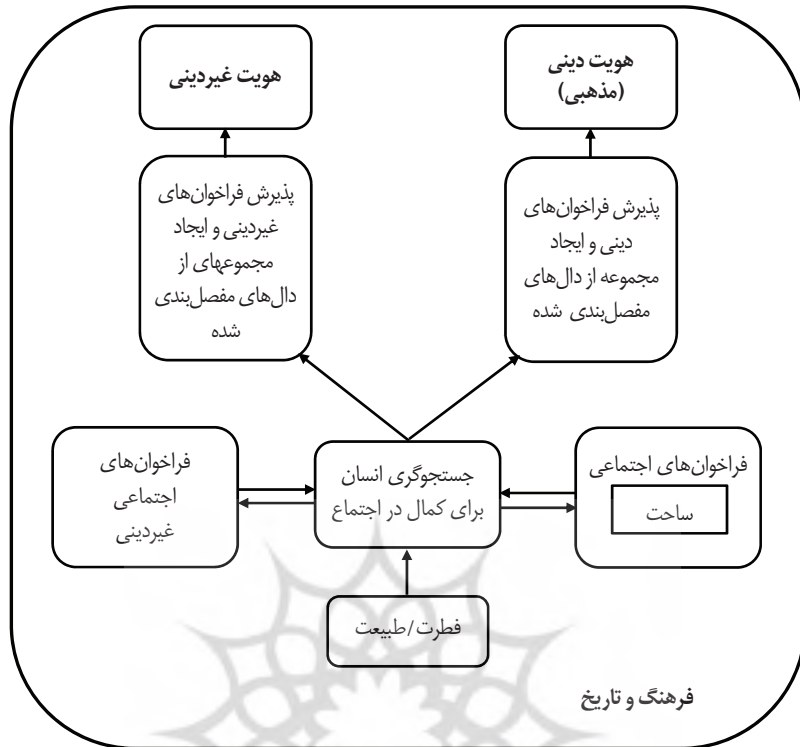 هویت دینی
(مذهبی)
هویت غیردینی
پذیرش فراخوان‌های
دینی و ایجاد
مجموعه از دال‌های
مفصل‌بندی شده
پذیرش فراخوان‌های
غیردینی و ایجاد
مجموعهای از
دال‌های مفصل‌بندی
شده
فراخوان‌های اجتماعی
ساحت
جستجوگری انسان
برای کمال در اجتماع
فراخوان‌های
اجتماعی
غیردینی
فطرت/طبیعت
فرهنگ و تاریخ